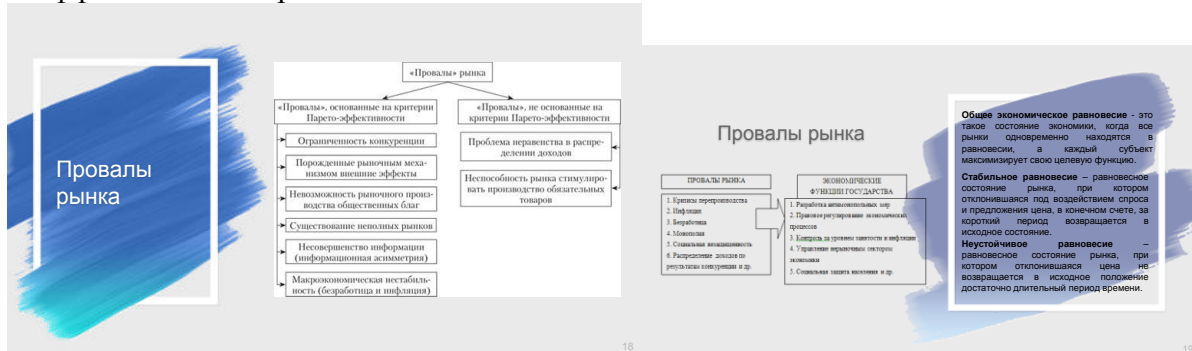 Провалы
рынка
«Провалы» рынка
«Провалы», основанные на критерии
Парето-эффективности
Ограниченность конкуренции
Порожденные рыночным меха-
низмом внешние эффекты
Невозможность рыночного произ-
водства общественных благ
Существование неполных рынков
Несовершенство информации
(информационная асимметрия)
Макроэкономическая нестабиль-
ность (безработица и инфляция)
«Провалы», не основанные на
критерии Парето-эффективности
Проблема неравенства в распре-
делении доходов
Неспособность рынка стимулиро-
вать производство обязательных
товаров
18
Провалы рынка
ПРОВАЛЫ РЫНКА
1. Кризисы перепроизводства
2. Инфляция
3. Безработица
4. Монополия
5. Социальная незащищенность
6. Распределение доходов по
результатам конкуренции и др.
ЭКОНОМИЧЕСКИЕ
ФУНКЦИИ ГОСУДАРСТВА
1. Разработка антимонопольных мер
2. Правовое регулирование экономических
процессов
3. Контроль за уровнем занятости и инфляции
4. Управление нерыночным сектором
экономики
5. Социальная защита населения и др.
Общее экономическое равновесие - это
такое состояние экономики, когда все
рынки одновременно находятся в
равновесии, а каждый субъект
максимизирует свою целевую функцию.
Стабильное равновесие – равновесное
состояние рынка, при котором
отклонившаяся под воздействием спроса
и предложения цена, в конечном счете, за
короткий период возвращается в
исходное состояние.
Неустойчивое равновесие –
равновесное состояние рынка, при
котором отклонившаяся цена не
возвращается в исходное положение
достаточно длительный период времени.